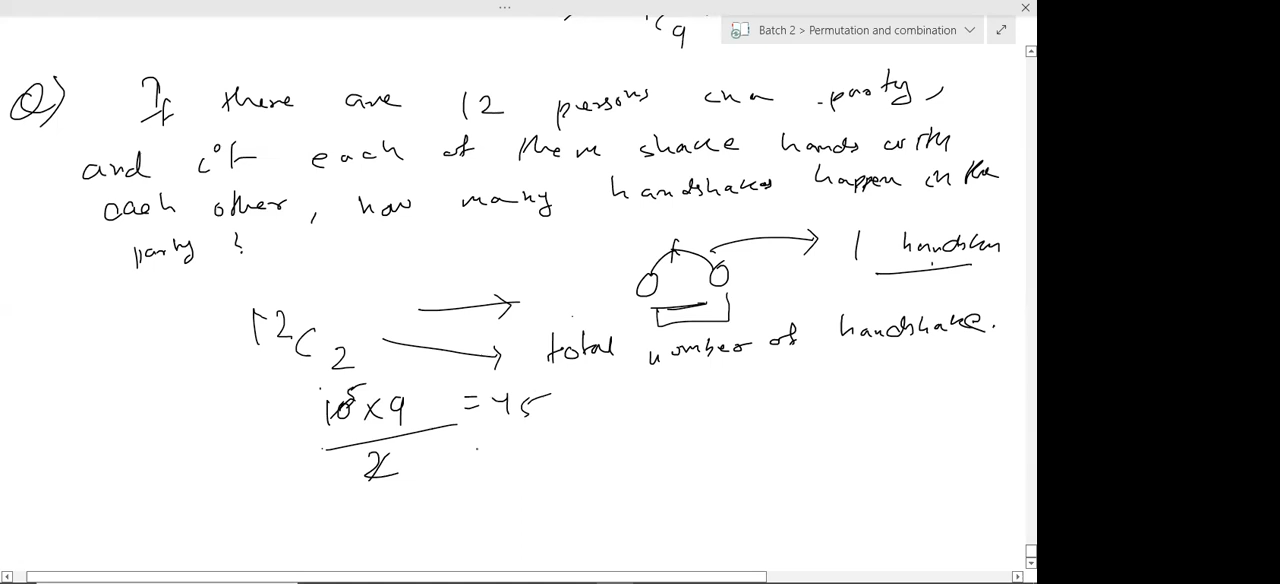 9
Batch 2 > Permutation and combination
Q) If there are 12 persons in a party,
and if each of them shake hands with
each other, how many handshakes happen in the
party ?
1 handshake
12C2
total number of handshake.
10 5 x 9 = 45
2